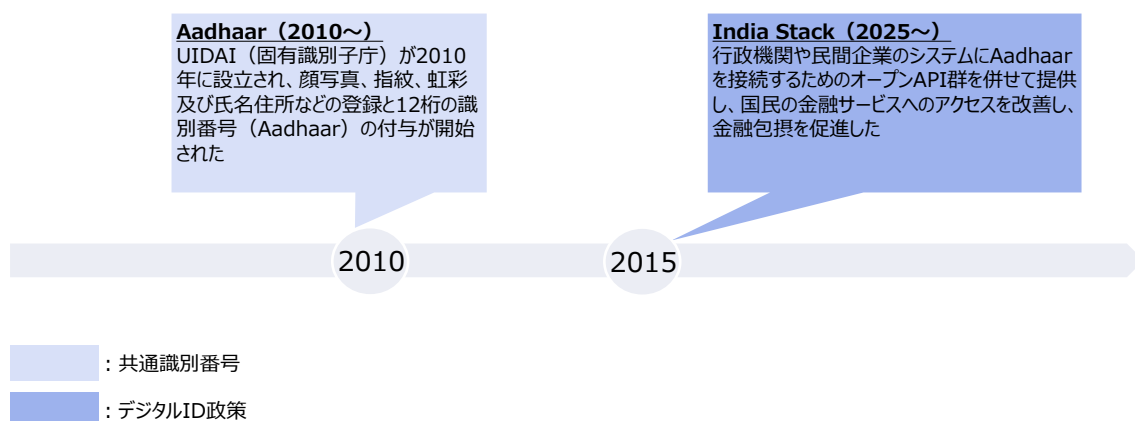 Aadhaar（2010～）
UIDAI（固有識別子庁）が2010
年に設立され、顔写真、指紋、虹彩
及び氏名住所などの登録と12桁の識
別番号（Aadhaar）の付与が開始
された
India Stack（2025～）
行政機関や民間企業のシステムにAadhaar
を接続するためのオープンAPI群を併せて提供
し、国民の金融サービスへのアクセスを改善し、
金融包摂を促進した
2010
2015
：共通識別番号
：デジタルID政策